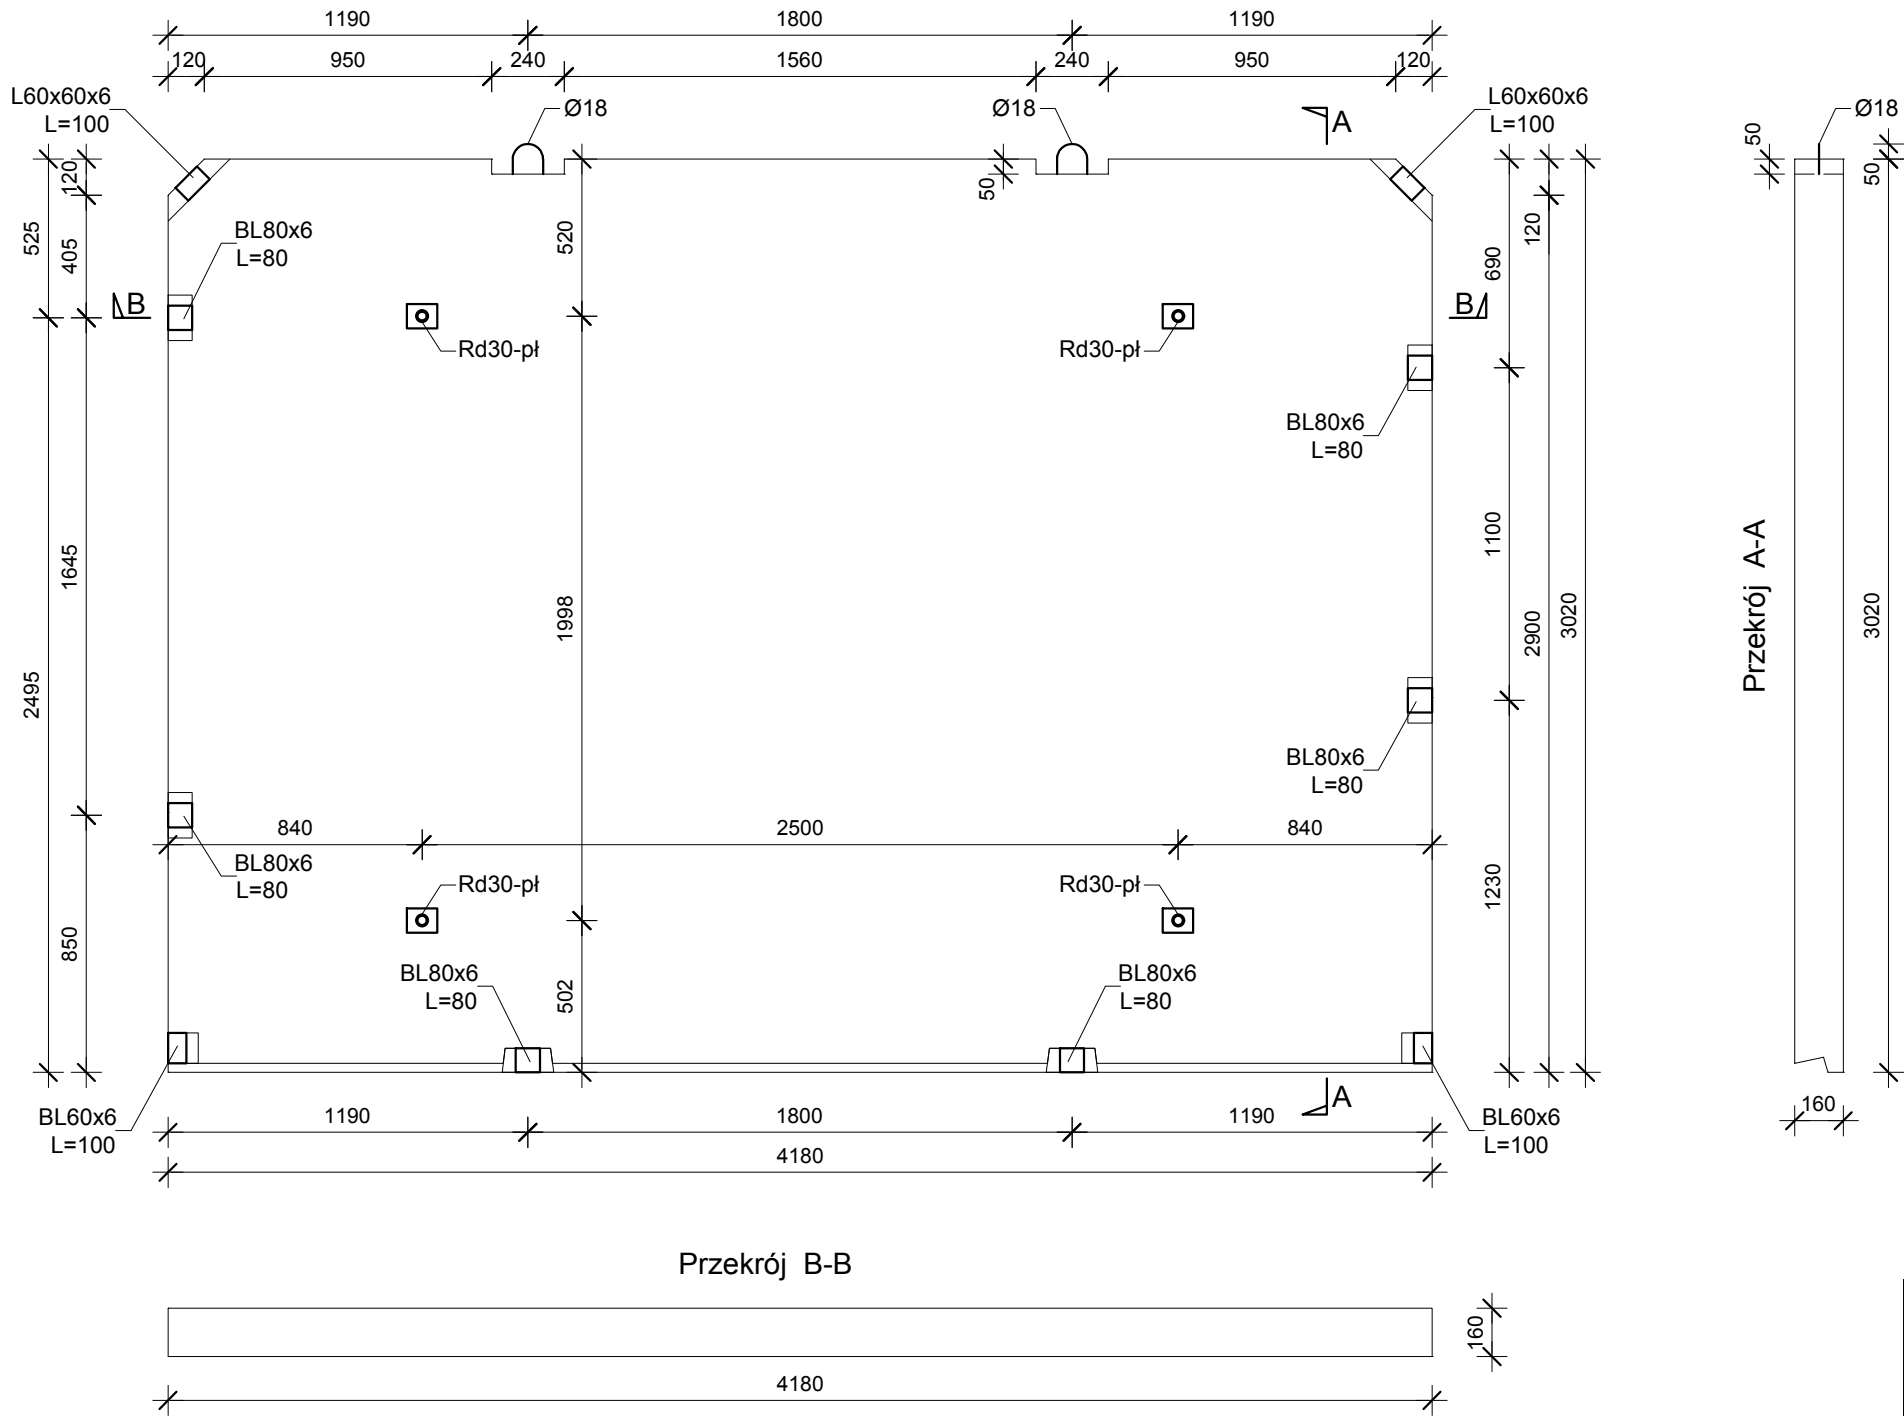 1190
1800
1190
120
950
240
1560
240
950
120
L60x60x6
L=100
Ø18
Ø18
A
L60x60x6
L=100
50
Ø18
120
50
50
525
405
BL80x6
L=80
520
690
120
B
B
Rd30-pł
Rd30-pł
BL80x6
L=80
1645
1998
1100
Przekrój A-A
2495
2900
3020
3020
BL80x6
L=80
840
2500
840
BL80x6
L=80
Rd30-pł
Rd30-pł
1230
850
BL80x6
L=80
502
BL80x6
L=80
BL60x6
L=100
1190
1800
1190
A
BL60x6
L=100
160
4180
Przekrój B-B
160
4180